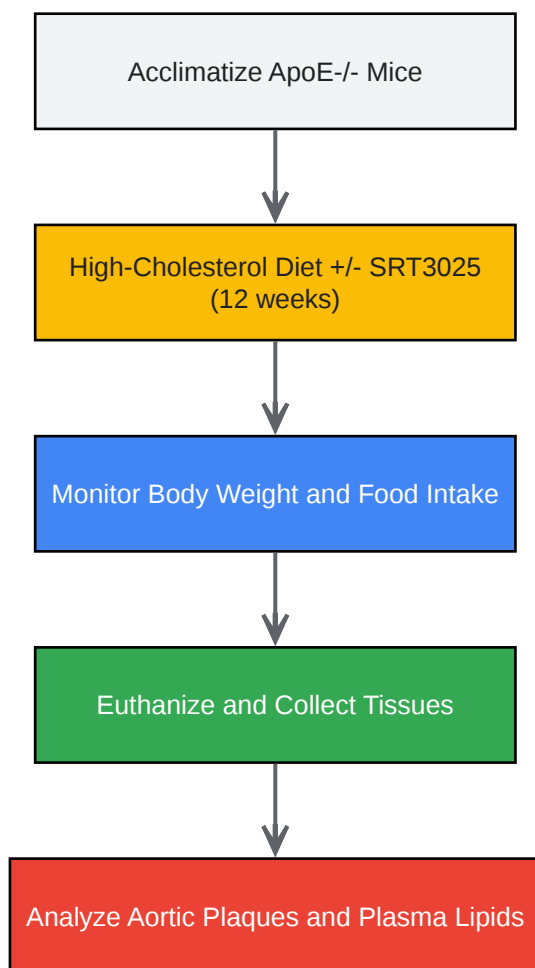 Acclimatize ApoE-/- Mice
High-Cholesterol Diet +/- SRT3025
(12 weeks)
Monitor Body Weight and Food Intake
Euthanize and Collect Tissues
Analyze Aortic Plaques and Plasma Lipids